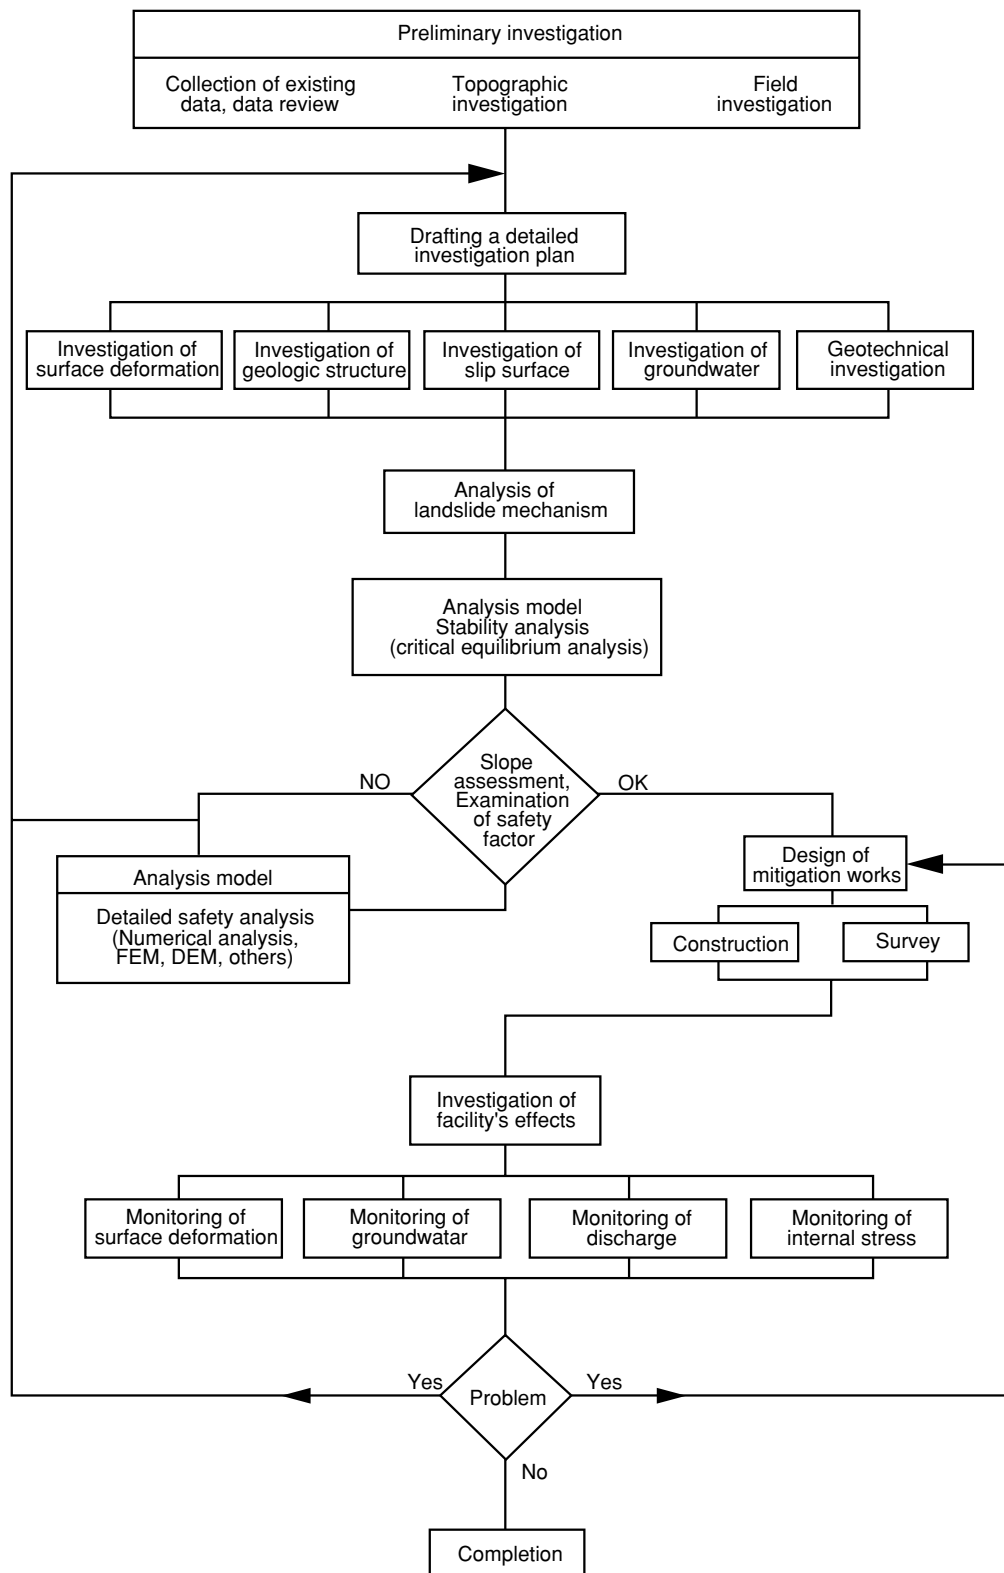 Preliminary investigation
Collection of existing
data, data review
Topographic
investigation
Field
investigation
Drafting a detailed
investigation plan
Investigation of
surface deformation
Investigation of
geologic structure
Investigation of
slip surface
Investigation of
groundwater
Geotechnical
investigation
Analysis of
landslide mechanism
Analysis model
Stability analysis
(critical equilibrium analysis)
Slope
assessment,
Examination
of safety
factor
NO
OK
Analysis model
Detailed safety analysis
(Numerical analysis,
FEM, DEM, others)
Design of
mitigation works
Construction
Survey
Investigation of
facility's effects
Monitoring of
surface deformation
Monitoring of
groundwatar
Monitoring of
discharge
Monitoring of
internal stress
Yes
Problem
Yes
No
Completion